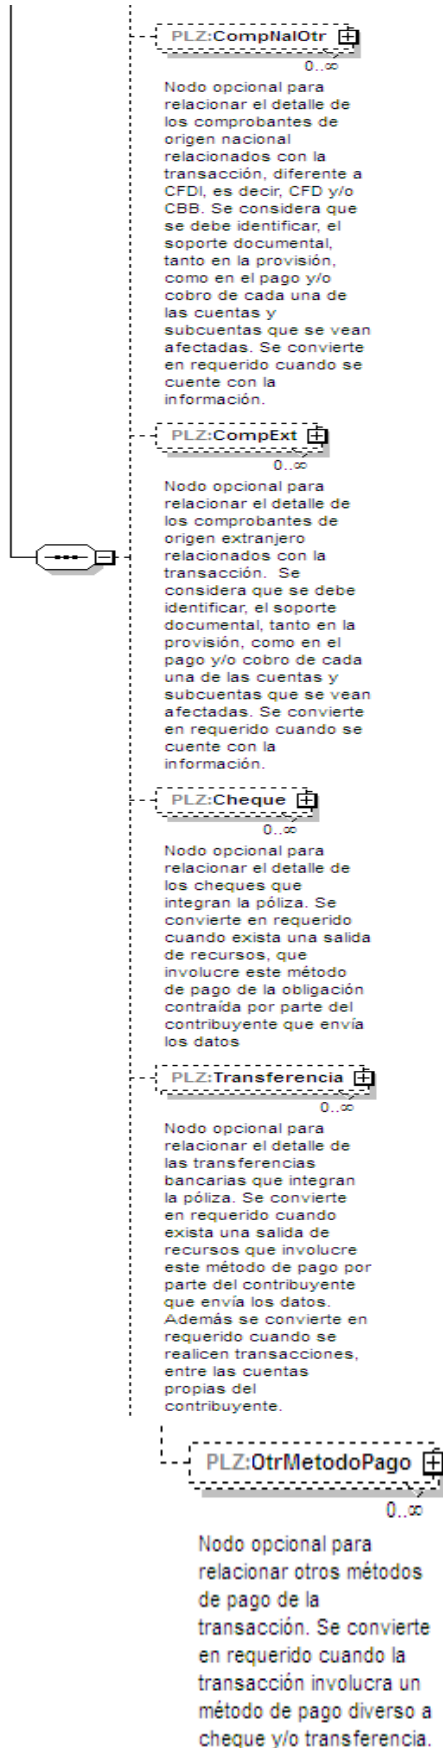 PLZ:CompNalOtr
0..∞
Nodo opcional para
relacionar el detalle de
los comprobantes de
origen nacional
relacionados con la
transacción, diferente a
CFDI, es decir, CFD y/o
CBB. Se considera que
se debe identificar, el
soporte documental,
tanto en la provisión,
como en el pago y/o
cobro de cada una de
las cuentas y
subcuentas que se vean
afectadas. Se convierte
en requerido cuando se
cuente con la
información.
PLZ:CompExt
0..∞
Nodo opcional para
relacionar el detalle de
los comprobantes de
origen extranjero
relacionados con la
transacción. Se
considera que se debe
identificar, el soporte
documental, tanto en la
provisión, como en el
pago y/o cobro de cada
una de las cuentas y
subcuentas que se vean
afectadas. Se convierte
en requerido cuando se
cuente con la
información.
PLZ:Cheque
0..∞
Nodo opcional para
relacionar el detalle de
los cheques que
integran la póliza. Se
convierte en requerido
cuando exista una salida
de recursos, que
involucre este método
de pago de la obligación
contraída por parte del
contribuyente que envía
los datos
PLZ:Transferencia
0..∞
Nodo opcional para
relacionar el detalle de
las transferencias
bancarias que integran
la póliza. Se convierte
en requerido cuando
exista una salida de
recursos que involucre
este método de pago por
parte del contribuyente
que envía los datos.
Además se convierte en
requerido cuando se
realicen transacciones,
entre las cuentas
propias del
contribuyente.
PLZ:OtrMetodoPago
0..∞
Nodo opcional para
relacionar otros métodos
de pago de la
transacción. Se convierte
en requerido cuando la
transacción involucra un
método de pago diverso a
cheque y/o transferencia.